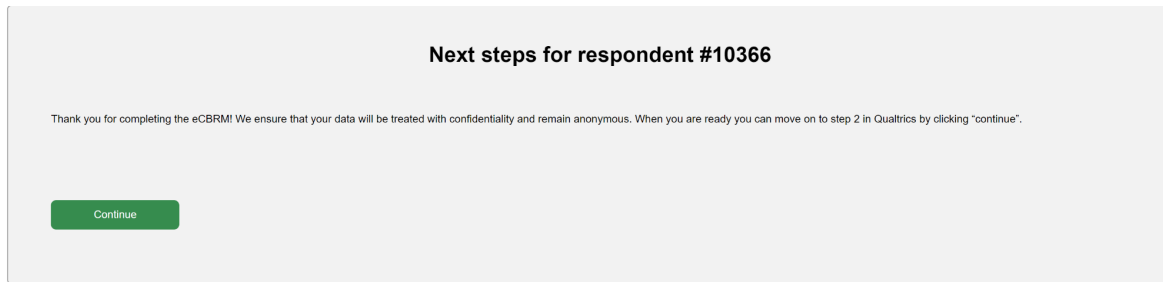 Next steps for respondent #10366
Thank you for completing the eCBRM! We ensure that your data will be treated with confidentiality and remain anonymous. When you are ready you can move on to step 2 in Qualtrics by clicking “continue”.
Continue